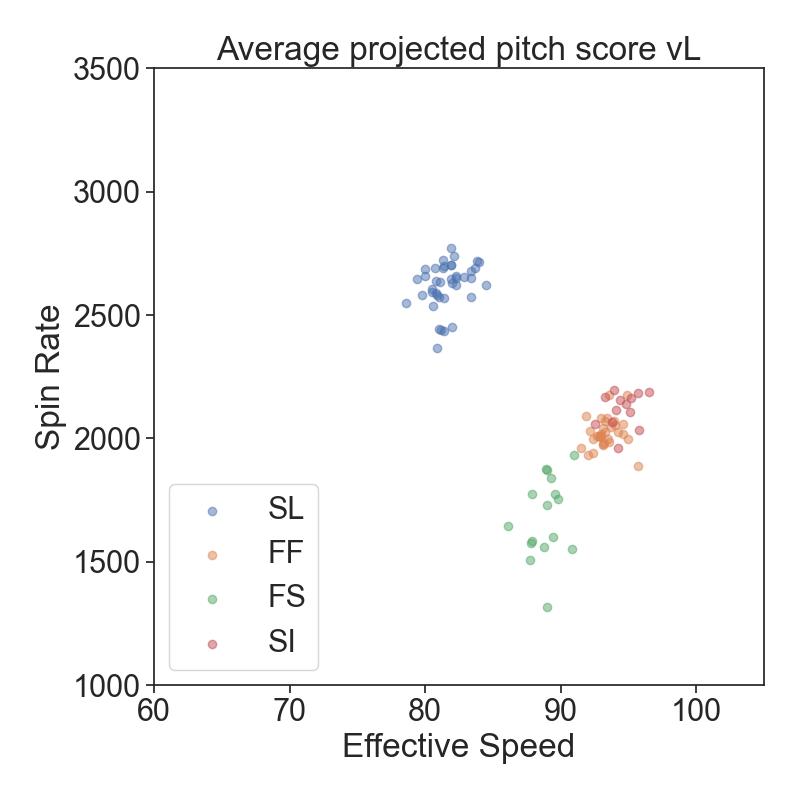 Average projected pitch score vL
3500
3000
2500
2000
1500
1000
Spin Rate
SL
FF
FS
SI
60 70 80 90 100
Effective Speed